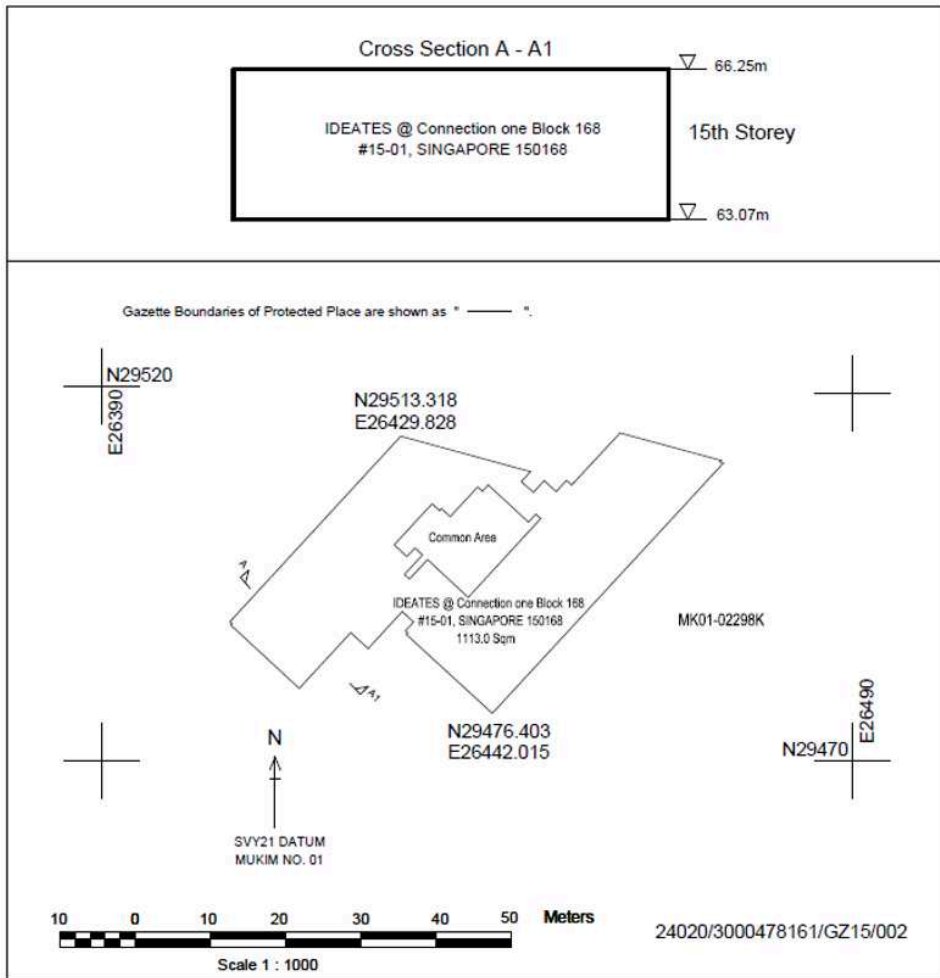 Cross Section A - A1
66.25m
IDEATES @ Connection one Block 168
#15-01, SINGAPORE 150168
15th Storey
63.07m
Gazette Boundaries of Protected Place are shown as " ——— ".
N29520
E26390
N29513.318
E26429.828
Common Area
A
IDEATES @ Connection one Block 168
#15-01, SINGAPORE 150168
1113.0 Sqm
MK01-02298K
A1
N29476.403
E26442.015
E26490
N29470
N
SVY21 DATUM
MUKIM NO. 01
10 0 10 20 30 40 50 Meters
Scale 1 : 1000
24020/3000478161/GZ15/002